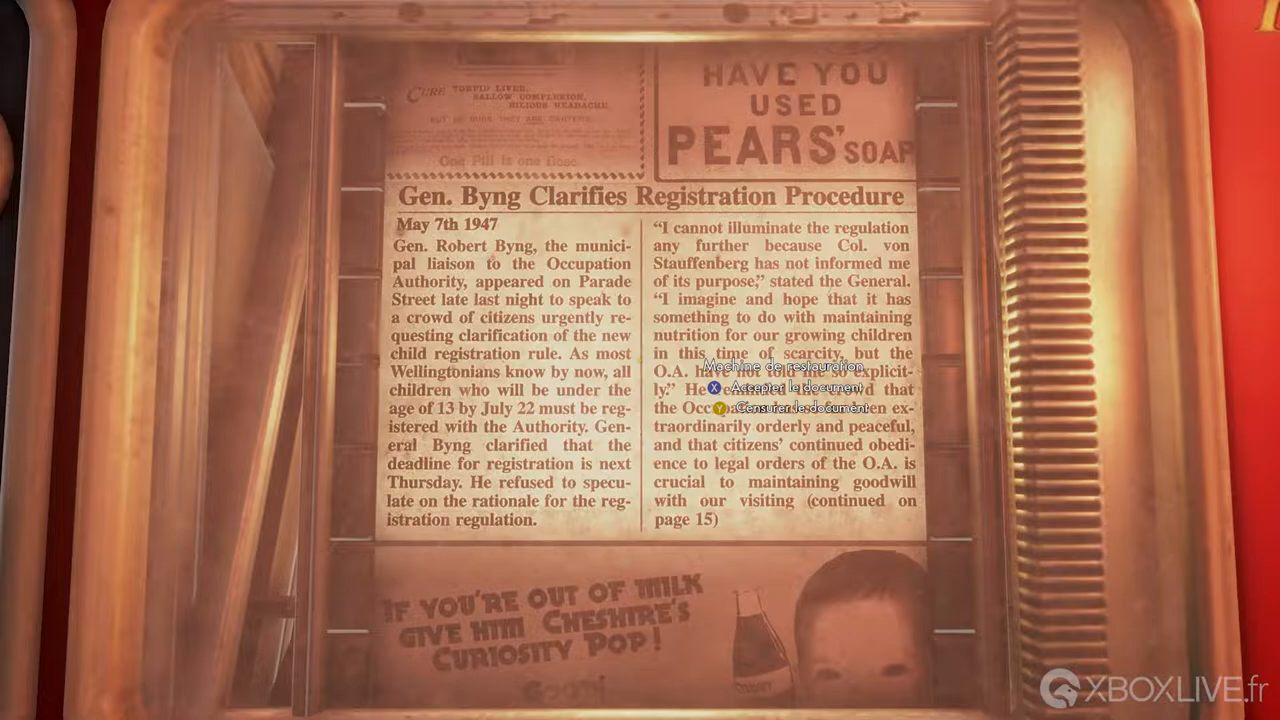 CURE TORPID LIVER,
SALLOW COMPLEXION,
BILIOUS HEADACHE,
One Pill is one Dose
HAVE YOU
USED
PEARS' SOAP
Gen. Byng Clarifies Registration Procedure
May 7th 1947
Gen. Robert Byng, the munici-
pal liaison to the Occupation
Authority, appeared on Parade
Street late last night to speak to
a crowd of citizens urgently re-
questing clarification of the new
child registration rule. As most
Wellingtonians know by now, all
children who will be under the
age of 13 by July 22 must be reg-
istered with the Authority. Gen-
eral Byng clarified that the
deadline for registration is next
Thursday. He refused to specu-
late on the rationale for the reg-
istration regulation.
“I cannot illuminate the regulation
any further because Col. von
Stauffenberg has not informed me
of its purpose,” stated the General.
“I imagine and hope that it has
something to do with maintaining
nutrition for our growing children
in this time of scarcity, but the
O.A. have not told me so explicit-
ly.” He the crowd that
the een ex-
traordinarily orderly and peaceful,
and that citizens' continued obedi-
ence to legal orders of the O.A. is
crucial to maintaining goodwill
with our visiting (continued on
page 15)
Machine de restauration
X Accepter le document
Y Censurer le document
IF YOU'RE OUT OF MILK
GIVE HIM CHESHIRE'S
CURIOSITY POP!
XBOXLIVE.fr